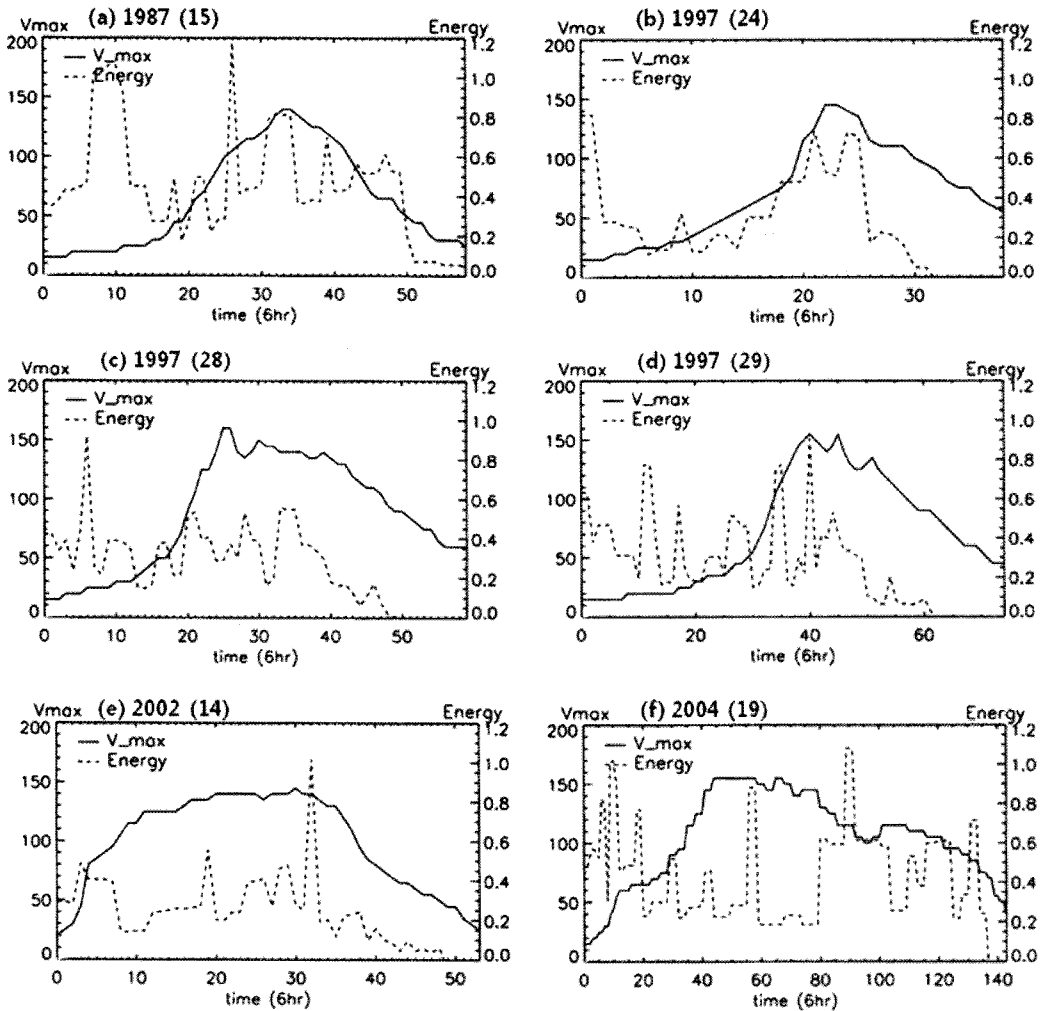 Vmax (a) 1987 (15) Energy
V_max
Energy
200
150
100
50
0
1.2
1.0
0.8
0.6
0.4
0.2
0.0
0 10 20 30 40 50
time (6hr)
(b) 1997 (24)
Vmax Energy
V_max
Energy
200
150
100
50
0
1.2
1.0
0.8
0.6
0.4
0.2
0.0
0 10 20 30
time (6hr)
Vmax (c) 1997 (28) Energy
V_max
Energy
200
150
100
50
0
1.2
1.0
0.8
0.6
0.4
0.2
0.0
0 10 20 30 40 50
time (6hr)
Vmax (d) 1997 (29) Energy
V_max
Energy
200
150
100
50
0
1.2
1.0
0.8
0.6
0.4
0.2
0.0
0 20 40 60
time (6hr)
Vmax (e) 2002 (14) Energy
V_max
Energy
200
150
100
50
0
1.2
1.0
0.8
0.6
0.4
0.2
0.0
0 10 20 30 40 50
time (6hr)
Vmax (f) 2004 (19) Energy
V_max
Energy
200
150
100
50
0
1.2
1.0
0.8
0.6
0.4
0.2
0.0
0 20 40 60 80 100 120 140
time (6hr)